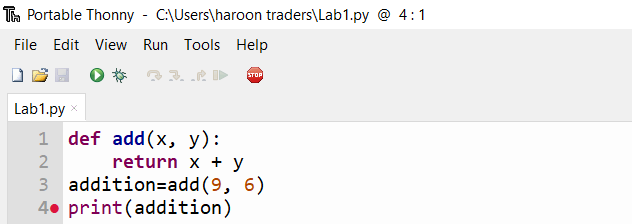 Portable Thonny - C:\Users\haroon traders\Lab1.py @ 4 : 1
File Edit View Run Tools Help
STOP
Lab1.py ×
1 def add(x, y):
2     return x + y
3 addition=add(9, 6)
4 print(addition)